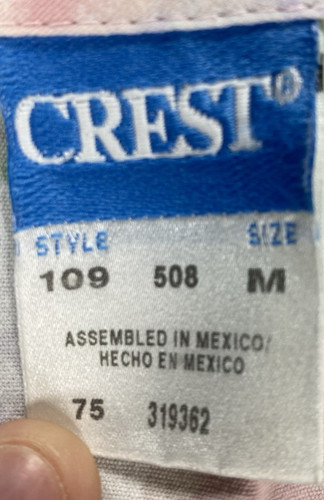 CREST®
STYLE SIZE
109 508 M
ASSEMBLED IN MEXICO/
HECHO EN MEXICO
75 319362